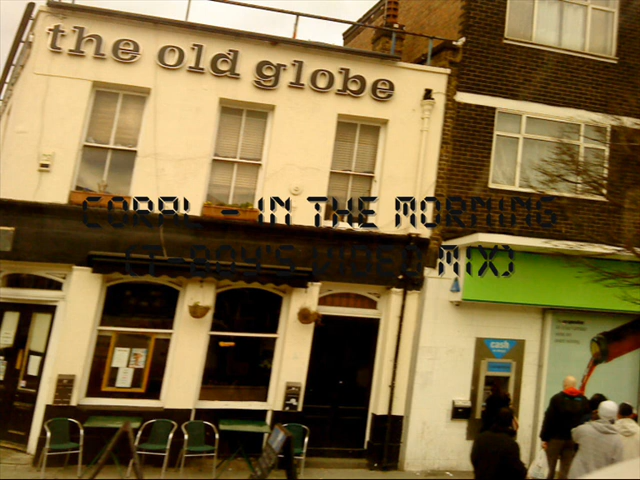 the old globe
CORAL - IN THE MORNING
(T-BOY'S VIDEO MIX)
cash